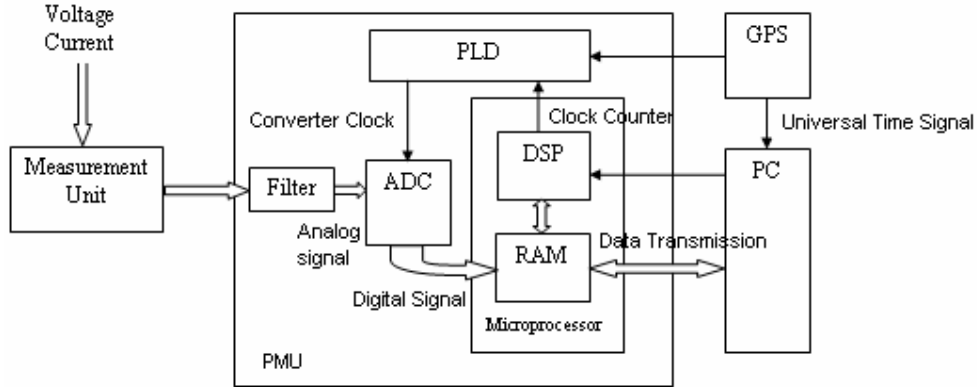 Voltage
Current
PLD
GPS
Converter Clock
Clock Counter
Universal Time Signal
Measurement
Unit
Filter
ADC
DSP
PC
Analog
signal
RAM
Data Transmission
Digital Signal
Microprocessor
PMU